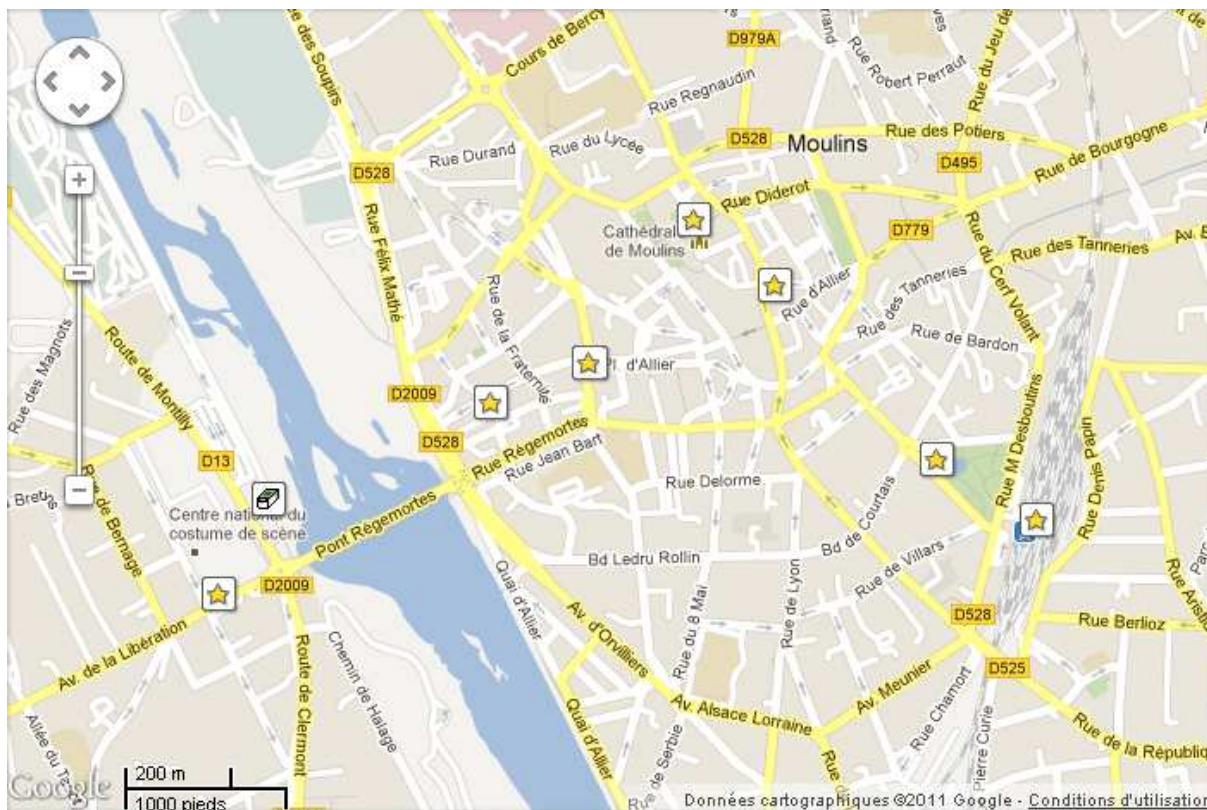 Cours de Bercy
D979A
Rue Robert Perraut
Rue du Jeu de
Rue Regnaudin
Rue du Lycée
Rue Durand
D528
D528
Moulins
Rue des Potiers
D495
Rue de Bourgogne
Rue Félix Mathé
Rue Diderot
Cathédrale
de Moulins
D779
Rue du Cerf Volant
Rue des Tanneries
Rue d'Allier
Rue des Tanneries
Rue de Bardon
Rue des Magnots
Route de Montilly
Rue de la Fraternité
Pl. d'Allier
D2009
D528
Rue Règemortes
Rue Jean Bart
Rue M Desboutins
Rue Denis Papin
D13
Rue de Bernage
Centre national du
costume de scène
Pont Règemortes
Rue Delorme
Bd de Courtais
Bd Ledru Rollin
Rue de Villars
D2009
Quai d'Allier
Rue du 8 Mai
Rue de Lyon
D528
Rue Berlioz
Av. de la Libération
Av. d'Orvilliers
Chemin de Halage
Route de Clermont
D525
Av. Meunier
Av. Alsace Lorraine
Rue Chamort
Pierre Curie
Quai d'Allier
Rue de Serbie
Rue de la République
Google
200 m
1000 pieds
Données cartographiques ©2011 Google - Conditions d'utilisation